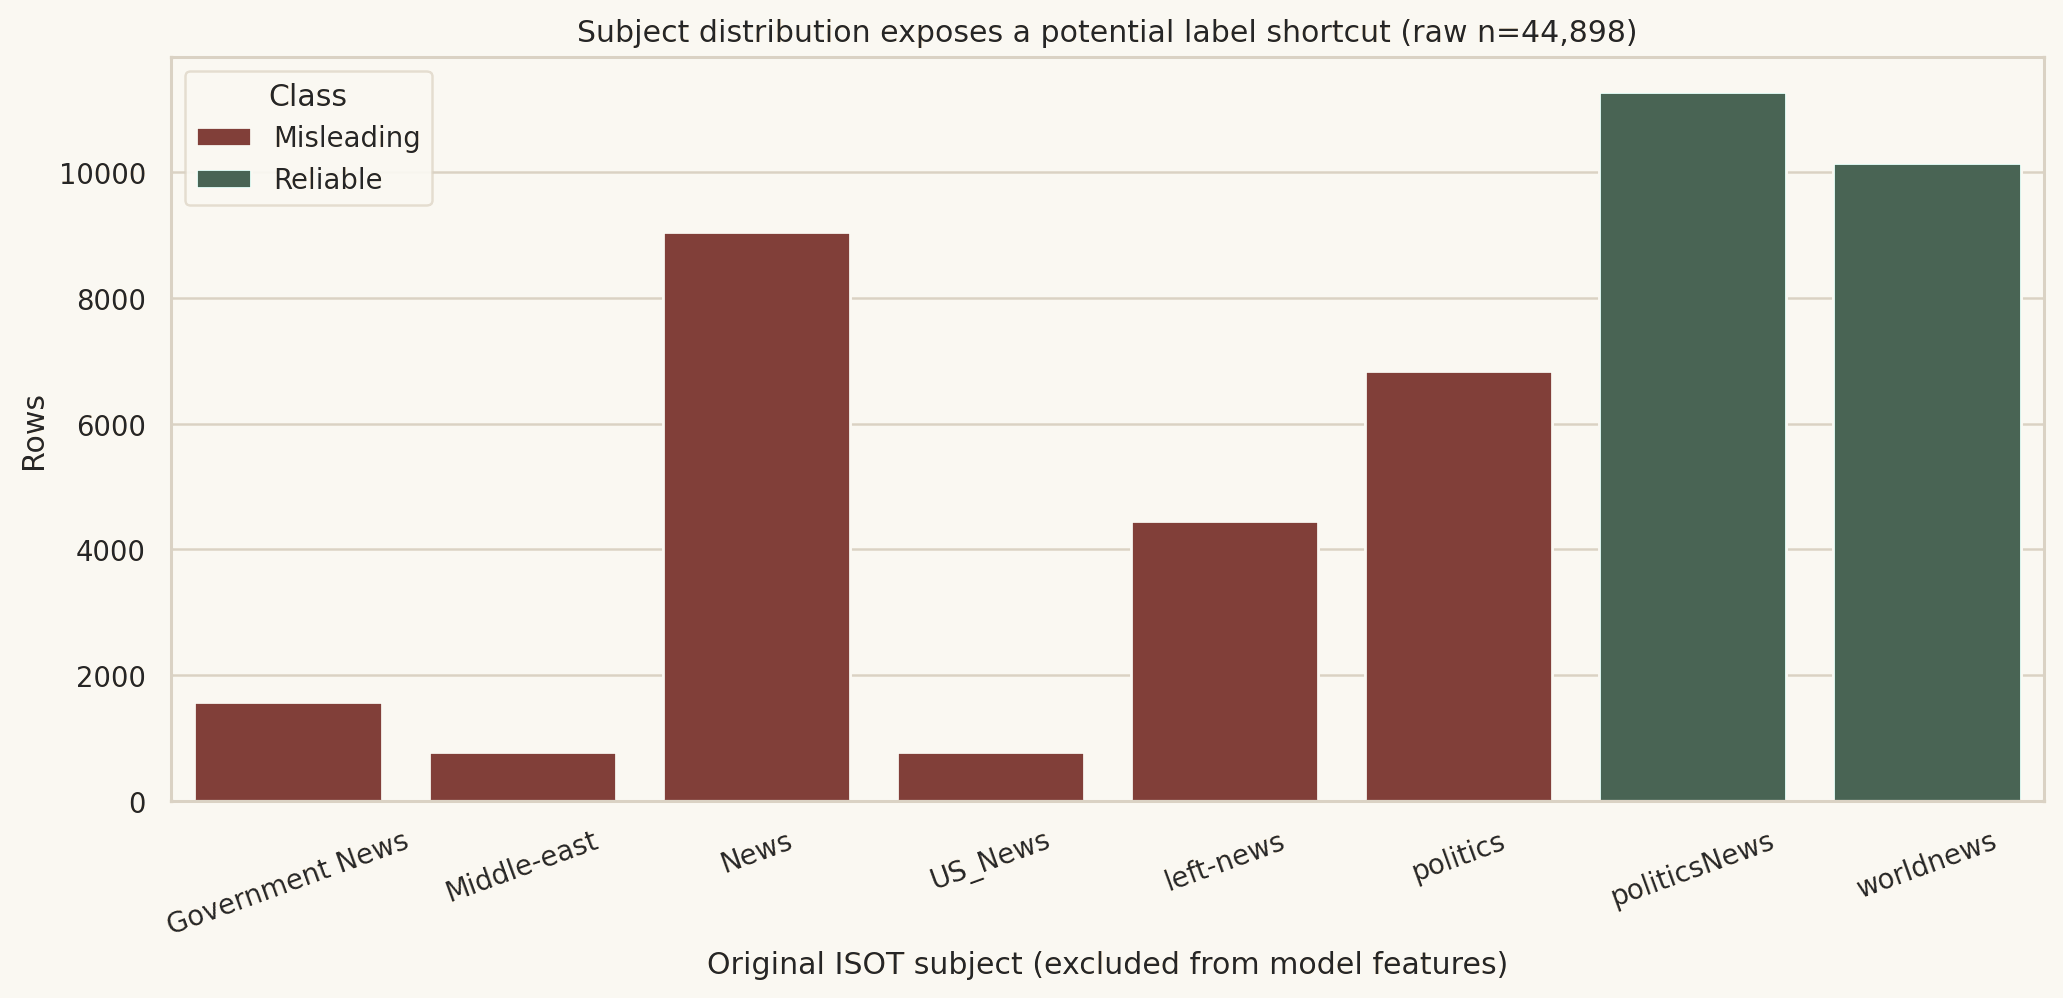 Subject distribution exposes a potential label shortcut (raw n=44,898)
Class
Misleading
Reliable
10000
8000
6000
4000
2000
0
Rows
Government News
Middle-east
News
US_News
left-news
politics
politicsNews
worldnews
Original ISOT subject (excluded from model features)